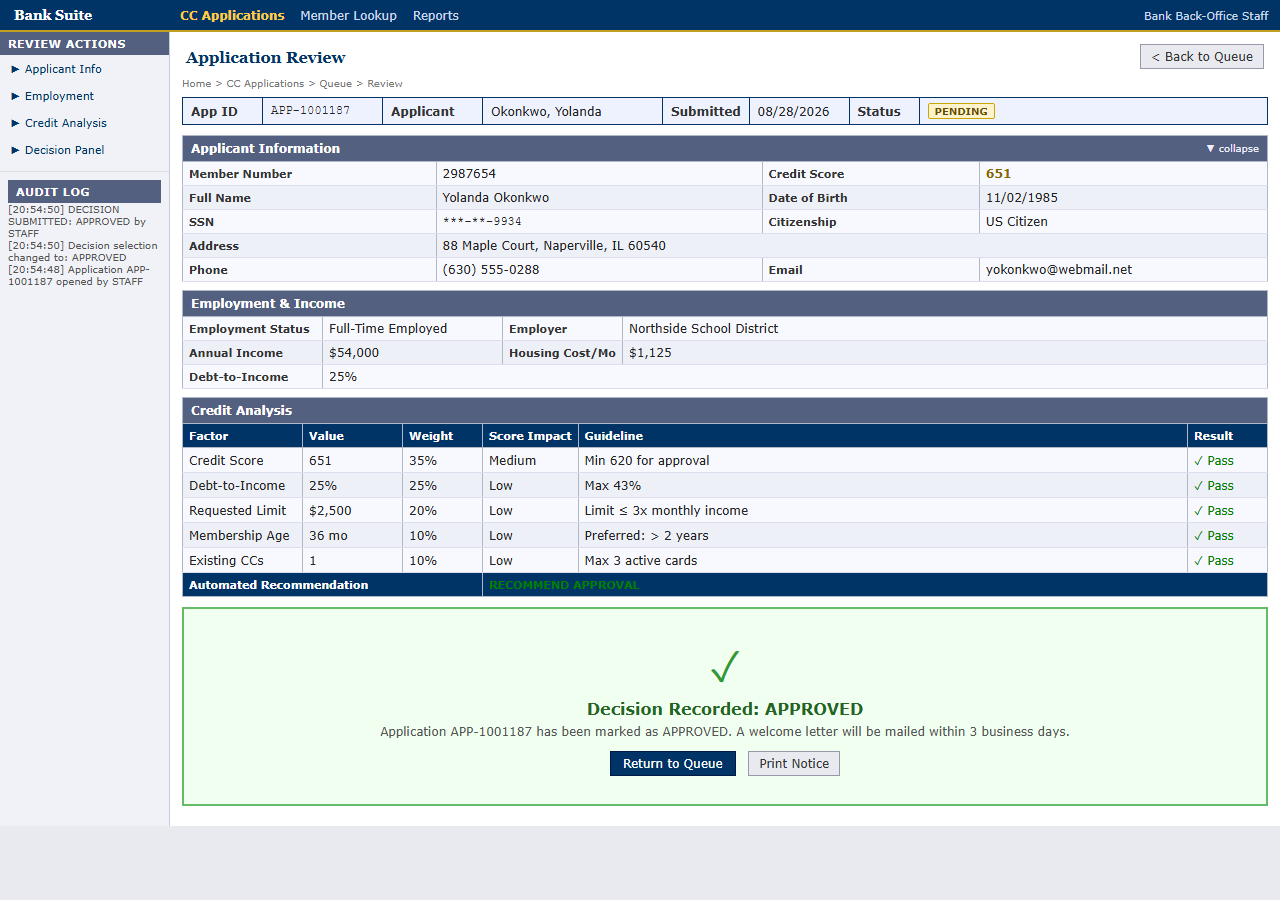 Bank Suite CC Applications Member Lookup Reports Bank Back-Office Staff
REVIEW ACTIONS
► Applicant Info
► Employment
► Credit Analysis
► Decision Panel
AUDIT LOG
[20:54:50] DECISION
SUBMITTED: APPROVED by
STAFF
[20:54:50] Decision selection
changed to: APPROVED
[20:54:48] Application APP-
1001187 opened by STAFF
Application Review
< Back to Queue
Home > CC Applications > Queue > Review
App ID APP-1001187 Applicant Okonkwo, Yolanda Submitted 08/28/2026 Status PENDING
Applicant Information ▼ collapse
Member Number 2987654 Credit Score 651
Full Name Yolanda Okonkwo Date of Birth 11/02/1985
SSN ***-**-9934 Citizenship US Citizen
Address 88 Maple Court, Naperville, IL 60540
Phone (630) 555-0288 Email yokonkwo@webmail.net
Employment & Income
Employment Status Full-Time Employed Employer Northside School District
Annual Income $54,000 Housing Cost/Mo $1,125
Debt-to-Income 25%
Credit Analysis
Factor Value Weight Score Impact Guideline Result
Credit Score 651 35% Medium Min 620 for approval ✓ Pass
Debt-to-Income 25% 25% Low Max 43% ✓ Pass
Requested Limit $2,500 20% Low Limit ≤ 3x monthly income ✓ Pass
Membership Age 36 mo 10% Low Preferred: > 2 years ✓ Pass
Existing CCs 1 10% Low Max 3 active cards ✓ Pass
Automated Recommendation RECOMMEND APPROVAL
✓
Decision Recorded: APPROVED
Application APP-1001187 has been marked as APPROVED. A welcome letter will be mailed within 3 business days.
Return to Queue Print Notice